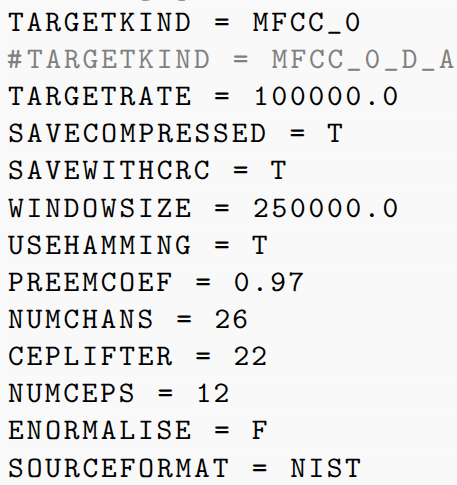 TARGETKIND = MFCC_0
#TARGETKIND = MFCC_0_D_A
TARGETRATE = 100000.0
SAVECOMPRESSED = T
SAVEWITHCRC = T
WINDOWSIZE = 250000.0
USEHAMMING = T
PREEMCOEF = 0.97
NUMCHANS = 26
CEPLIFTER = 22
NUMCEPS = 12
ENORMALISE = F
SOURCEFORMAT = NIST